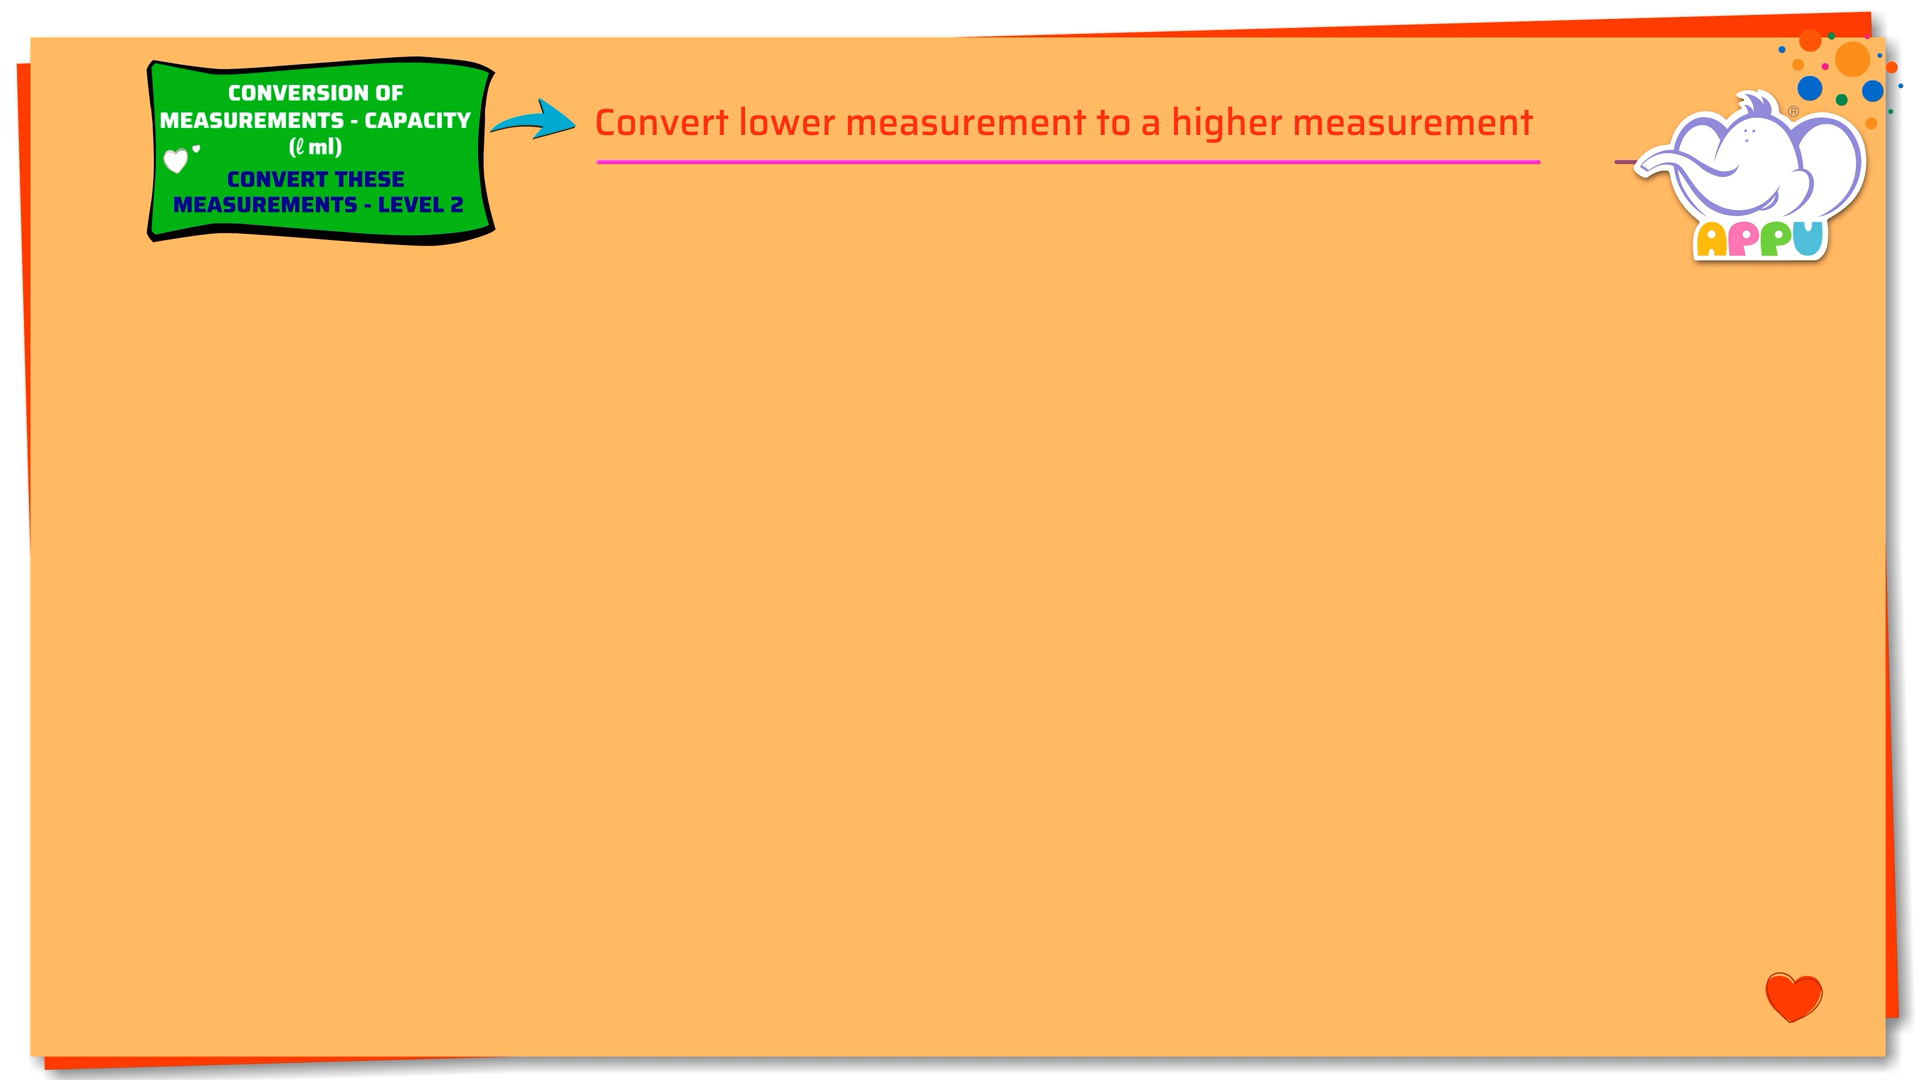 CONVERSION OF
MEASUREMENTS - CAPACITY
(ℓ ml)
CONVERT THESE
MEASUREMENTS - LEVEL 2
Convert lower measurement to a higher measurement
®
APPU